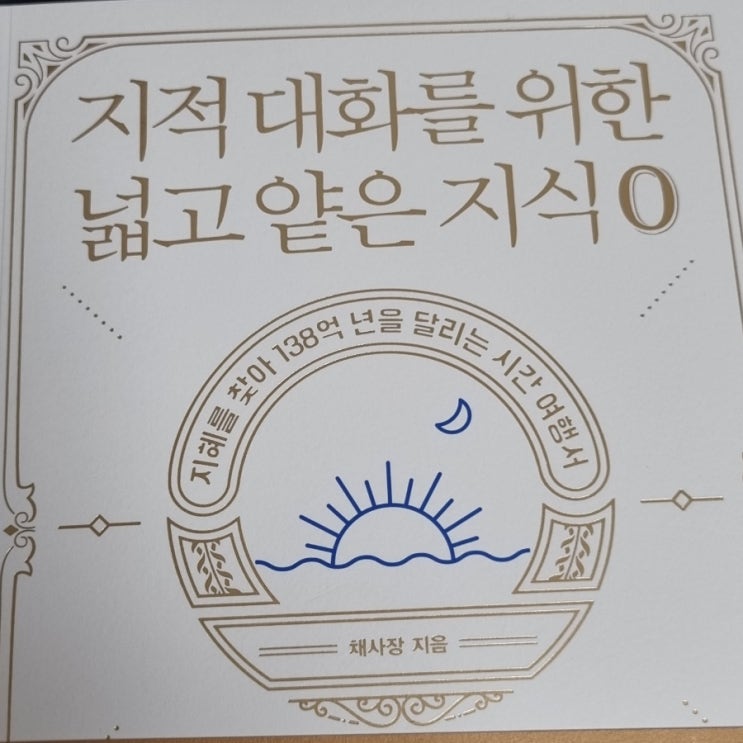 지적 대화를 위한
넓고 얕은 지식 0
지혜를 찾아 138억 년을 달리는 시간 여행서
채사장 지음